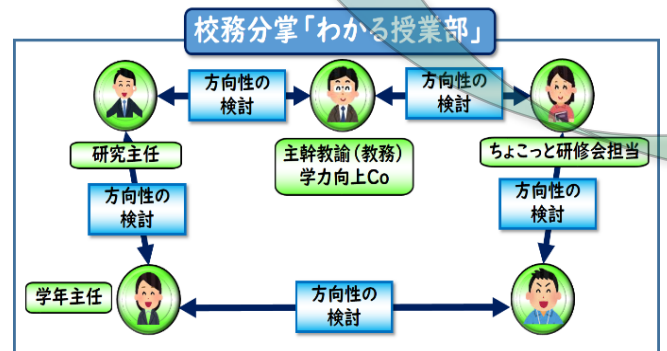 校務分掌「わかる授業部」
方向性の
検討
方向性の
検討
研究主任
主幹教諭(教務)
学力向上Co
ちょこっと研修会担当
方向性の
検討
方向性の
検討
学年主任
方向性の
検討